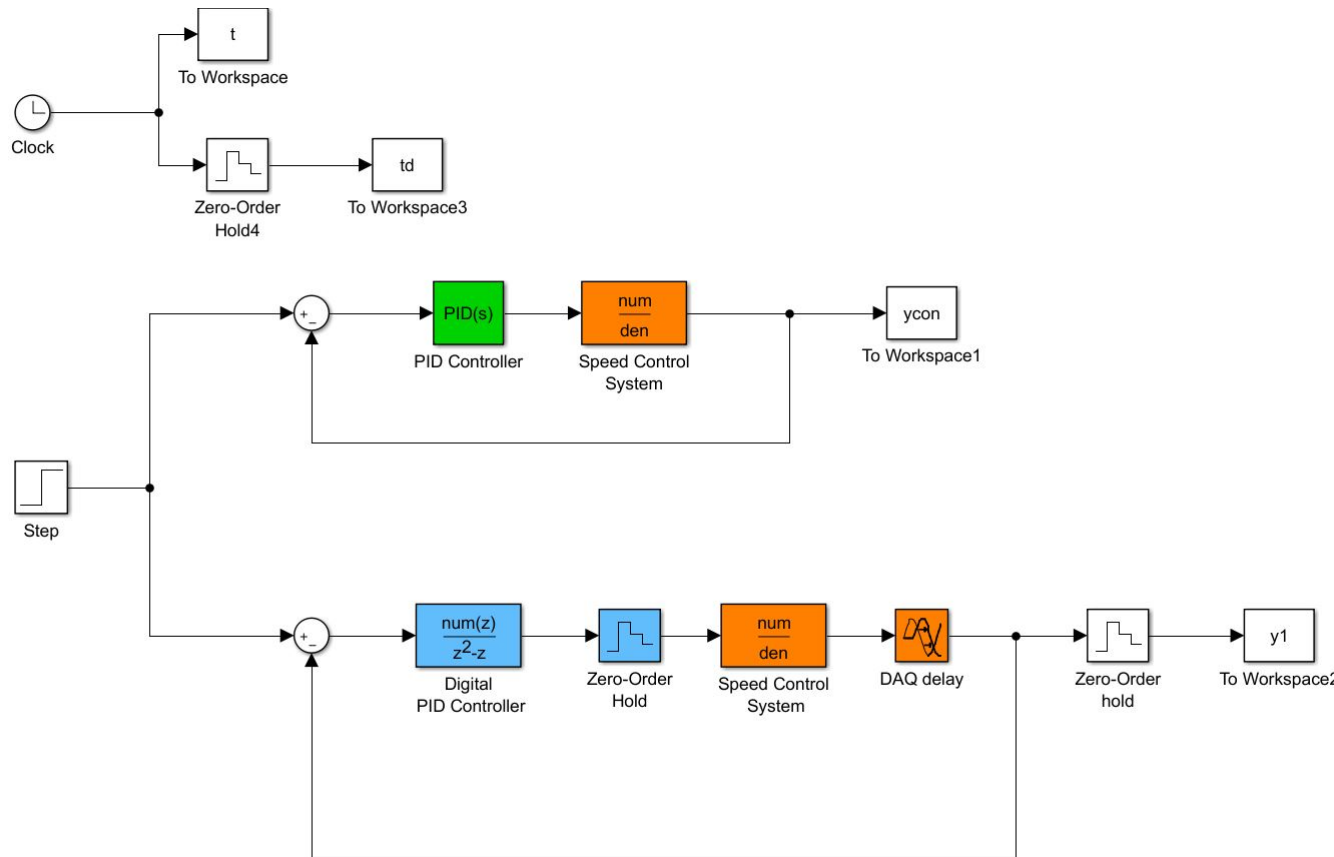 t
To Workspace
Clock
td
Zero-Order
Hold4
To Workspace3
+
−
PID(s)
PID Controller
num
den
Speed Control
System
ycon
To Workspace1
Step
+
−
num(z)
z²-z
Digital
PID Controller
Zero-Order
Hold
num
den
Speed Control
System
DAQ delay
Zero-Order
hold
y1
To Workspace2